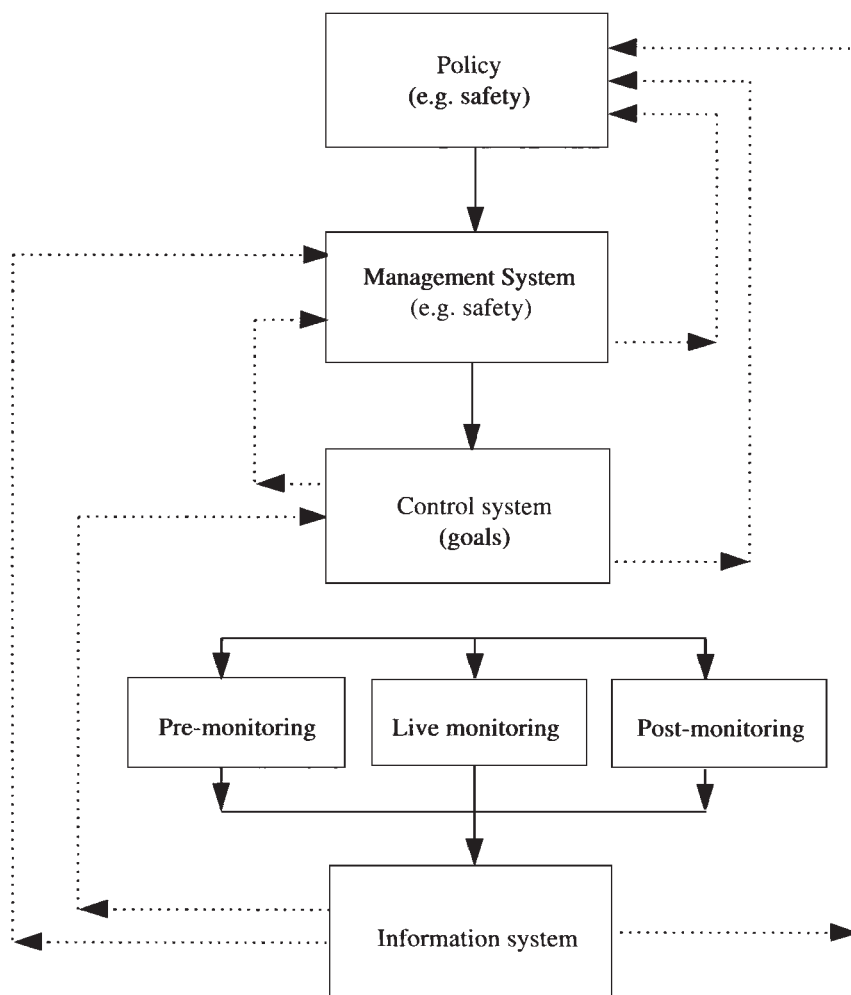 Policy
(e.g. safety)
Management System
(e.g. safety)
Control system
(goals)
Pre-monitoring
Live monitoring
Post-monitoring
Information system